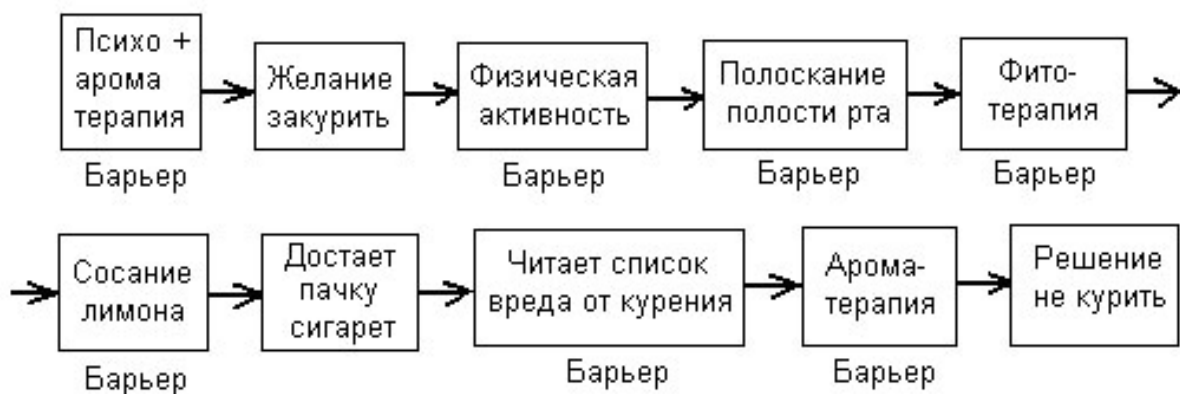 Психо +
арома
терапия
Барьер
Желание
закурить
Физическая
активность
Барьер
Полоскание
полости рта
Барьер
Фито-
терапия
Барьер
Сосание
лимона
Барьер
Достает
пачку
сигарет
Читает список
вреда от курения
Барьер
Арома-
терапия
Барьер
Решение
не курить